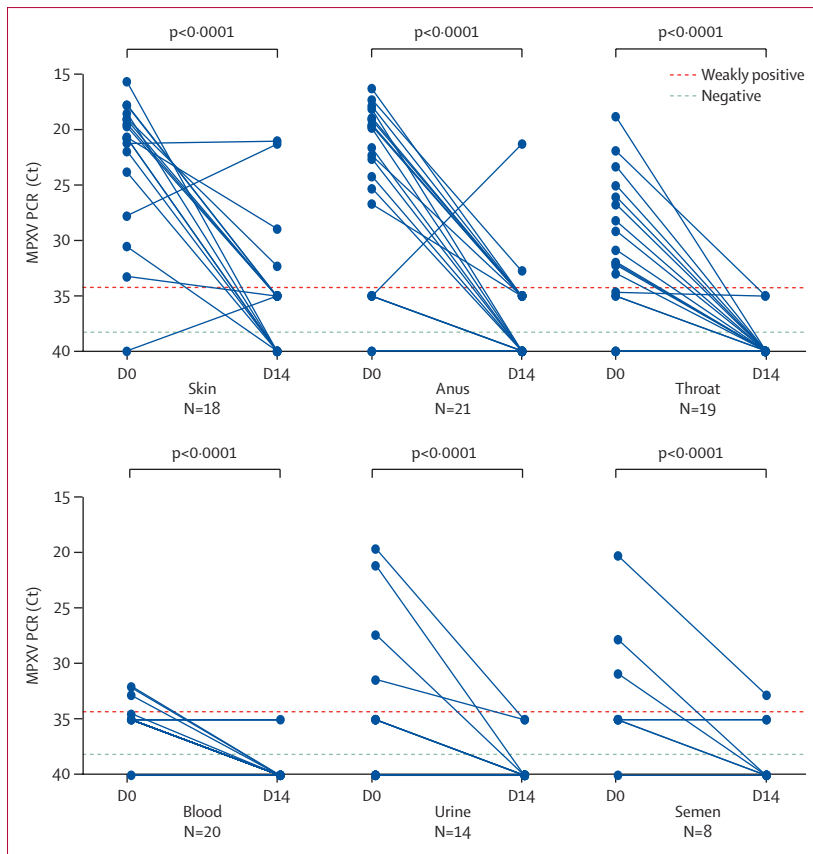 p<0·0001 p<0·0001 p<0·0001
15
20
25
30
35
40
MPXV PCR (Ct)
Weakly positive
Negative
D0 D14 D0 D14 D0 D14
Skin Anus Throat
N=18 N=21 N=19
p<0·0001 p<0·0001 p<0·0001
15
20
25
30
35
40
MPXV PCR (Ct)
D0 D14 D0 D14 D0 D14
Blood Urine Semen
N=20 N=14 N=8